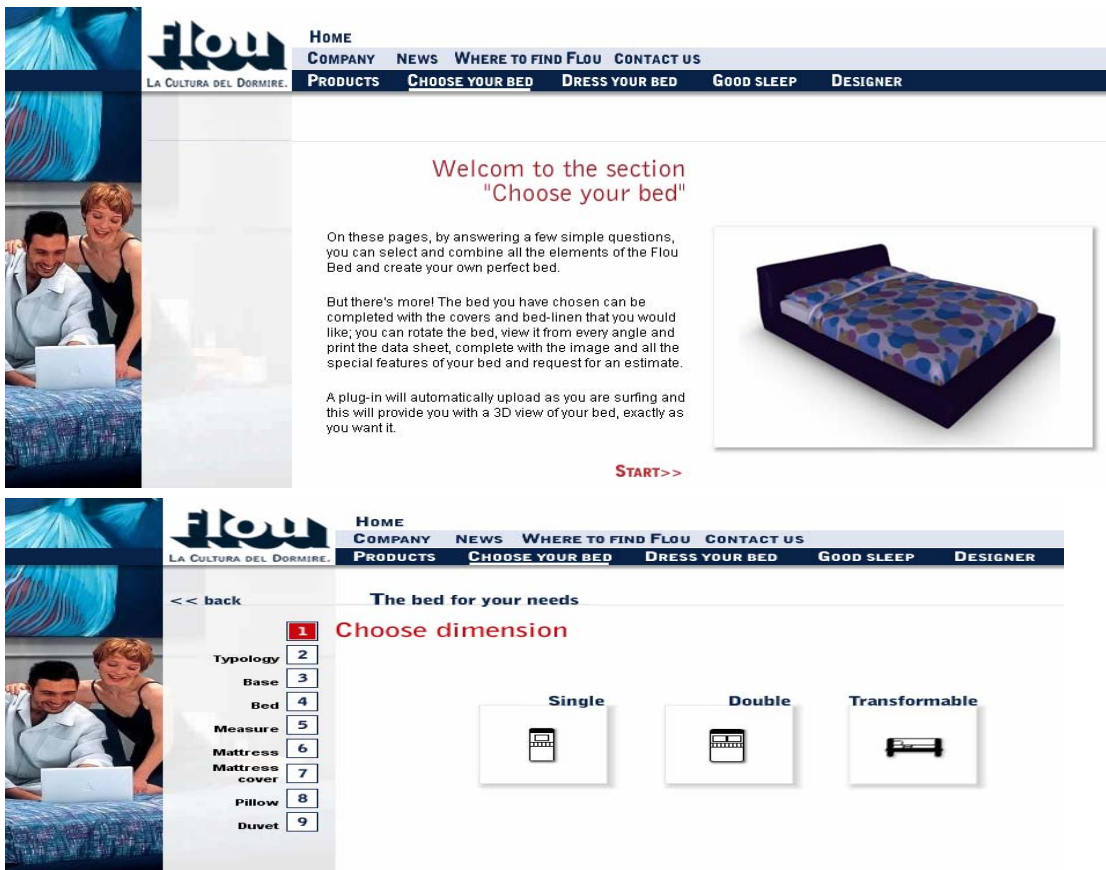 flou
LA CULTURA DEL DORMIRE.
HOME
COMPANY NEWS WHERE TO FIND FLOU CONTACT US
PRODUCTS CHOOSE YOUR BED DRESS YOUR BED GOOD SLEEP DESIGNER
Welcom to the section
"Choose your bed"
On these pages, by answering a few simple questions,
you can select and combine all the elements of the Flou
Bed and create your own perfect bed.
But there's more! The bed you have chosen can be
completed with the covers and bed-linen that you would
like; you can rotate the bed, view it from every angle and
print the data sheet, complete with the image and all the
special features of your bed and request for an estimate.
A plug-in will automatically upload as you are surfing and
this will provide you with a 3D view of your bed, exactly as
you want it.
START>>
flou
LA CULTURA DEL DORMIRE.
HOME
COMPANY NEWS WHERE TO FIND FLOU CONTACT US
PRODUCTS CHOOSE YOUR BED DRESS YOUR BED GOOD SLEEP DESIGNER
<< back
The bed for your needs
1 Choose dimension
Typology 2
Base 3
Bed 4
Measure 5
Mattress 6
Mattress
cover 7
Pillow 8
Duvet 9
Single Double Transformable